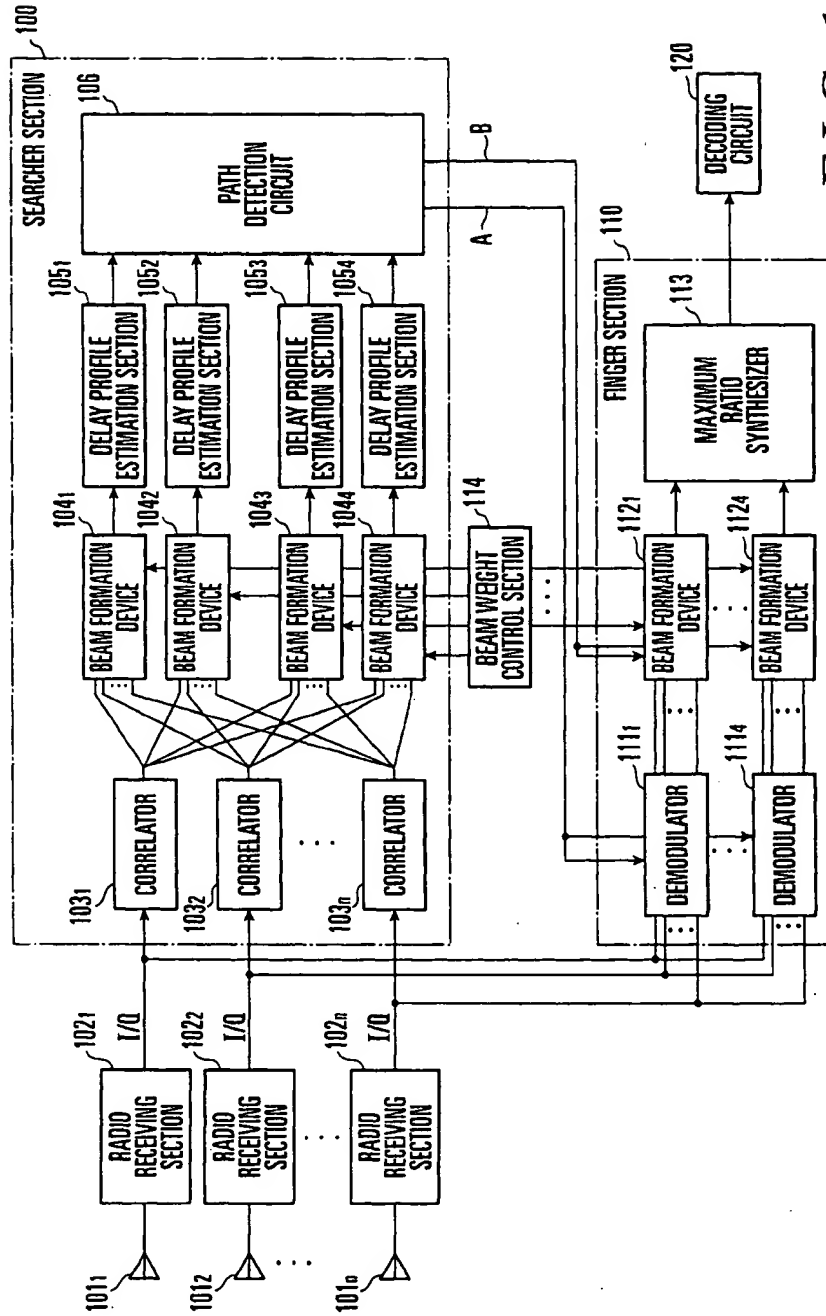 100
SEARCHER SECTION
106
PATH
DETECTION
CIRCUIT
A
B
1051
DELAY PROFILE
ESTIMATION SECTION
1052
DELAY PROFILE
ESTIMATION SECTION
1053
DELAY PROFILE
ESTIMATION SECTION
1054
DELAY PROFILE
ESTIMATION SECTION
1041
BEAM FORMATION
DEVICE
1042
BEAM FORMATION
DEVICE
1043
BEAM FORMATION
DEVICE
1044
BEAM FORMATION
DEVICE
114
BEAM WEIGHT
CONTROL SECTION
1031
CORRELATOR
1032
CORRELATOR
103n
CORRELATOR
I/Q
I/Q
I/Q
1021
RADIO
RECEIVING
SECTION
1022
RADIO
RECEIVING
SECTION
102n
RADIO
RECEIVING
SECTION
1011
1012
101n
120
DECODING
CIRCUIT
110
FINGER SECTION
113
MAXIMUM
RATIO
SYNTHESIZER
1121
BEAM FORMATION
DEVICE
1124
BEAM FORMATION
DEVICE
1111
DEMODULATOR
1114
DEMODULATOR